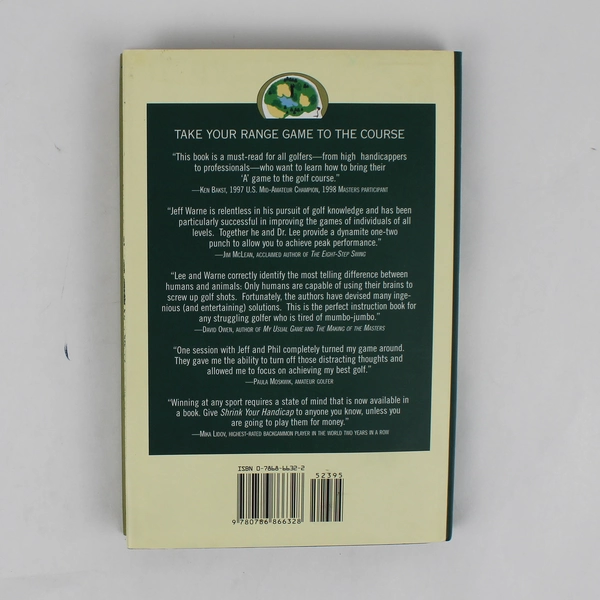 TAKE YOUR RANGE GAME TO THE COURSE
“This book is a must-read for all golfers—from high handicappers
to professionals—who want to learn how to bring their
‘A’ game to the golf course.”
—KEN BAKST, 1997 U.S. MID-AMATEUR CHAMPION, 1998 MASTERS PARTICIPANT
“Jeff Warne is relentless in his pursuit of golf knowledge and has been
particularly successful in improving the games of individuals of all
levels. Together he and Dr. Lee provide a dynamite one-two
punch to allow you to achieve peak performance.”
—JIM MCLEAN, ACCLAIMED AUTHOR OF THE EIGHT-STEP SWING
“Lee and Warne correctly identify the most telling difference between
humans and animals: Only humans are capable of using their brains to
screw up golf shots. Fortunately, the authors have devised many inge-
nious (and entertaining) solutions. This is the perfect instruction book for
any struggling golfer who is tired of mumbo-jumbo.”
—DAVID OWEN, AUTHOR OF MY USUAL GAME AND THE MAKING OF THE MASTERS
“One session with Jeff and Phil completely turned my game around.
They gave me the ability to turn off those distracting thoughts and
allowed me to focus on achieving my best golf.”
—PAULA MOSKWIK, AMATEUR GOLFER
“Winning at any sport requires a state of mind that is now available in
a book. Give Shrink Your Handicap to anyone you know, unless you
are going to play them for money.”
—MIKA LIDOV, HIGHEST-RATED BACKGAMMON PLAYER IN THE WORLD TWO YEARS IN A ROW
ISBN 0-7868-6632-2
52395
9 780786 866328